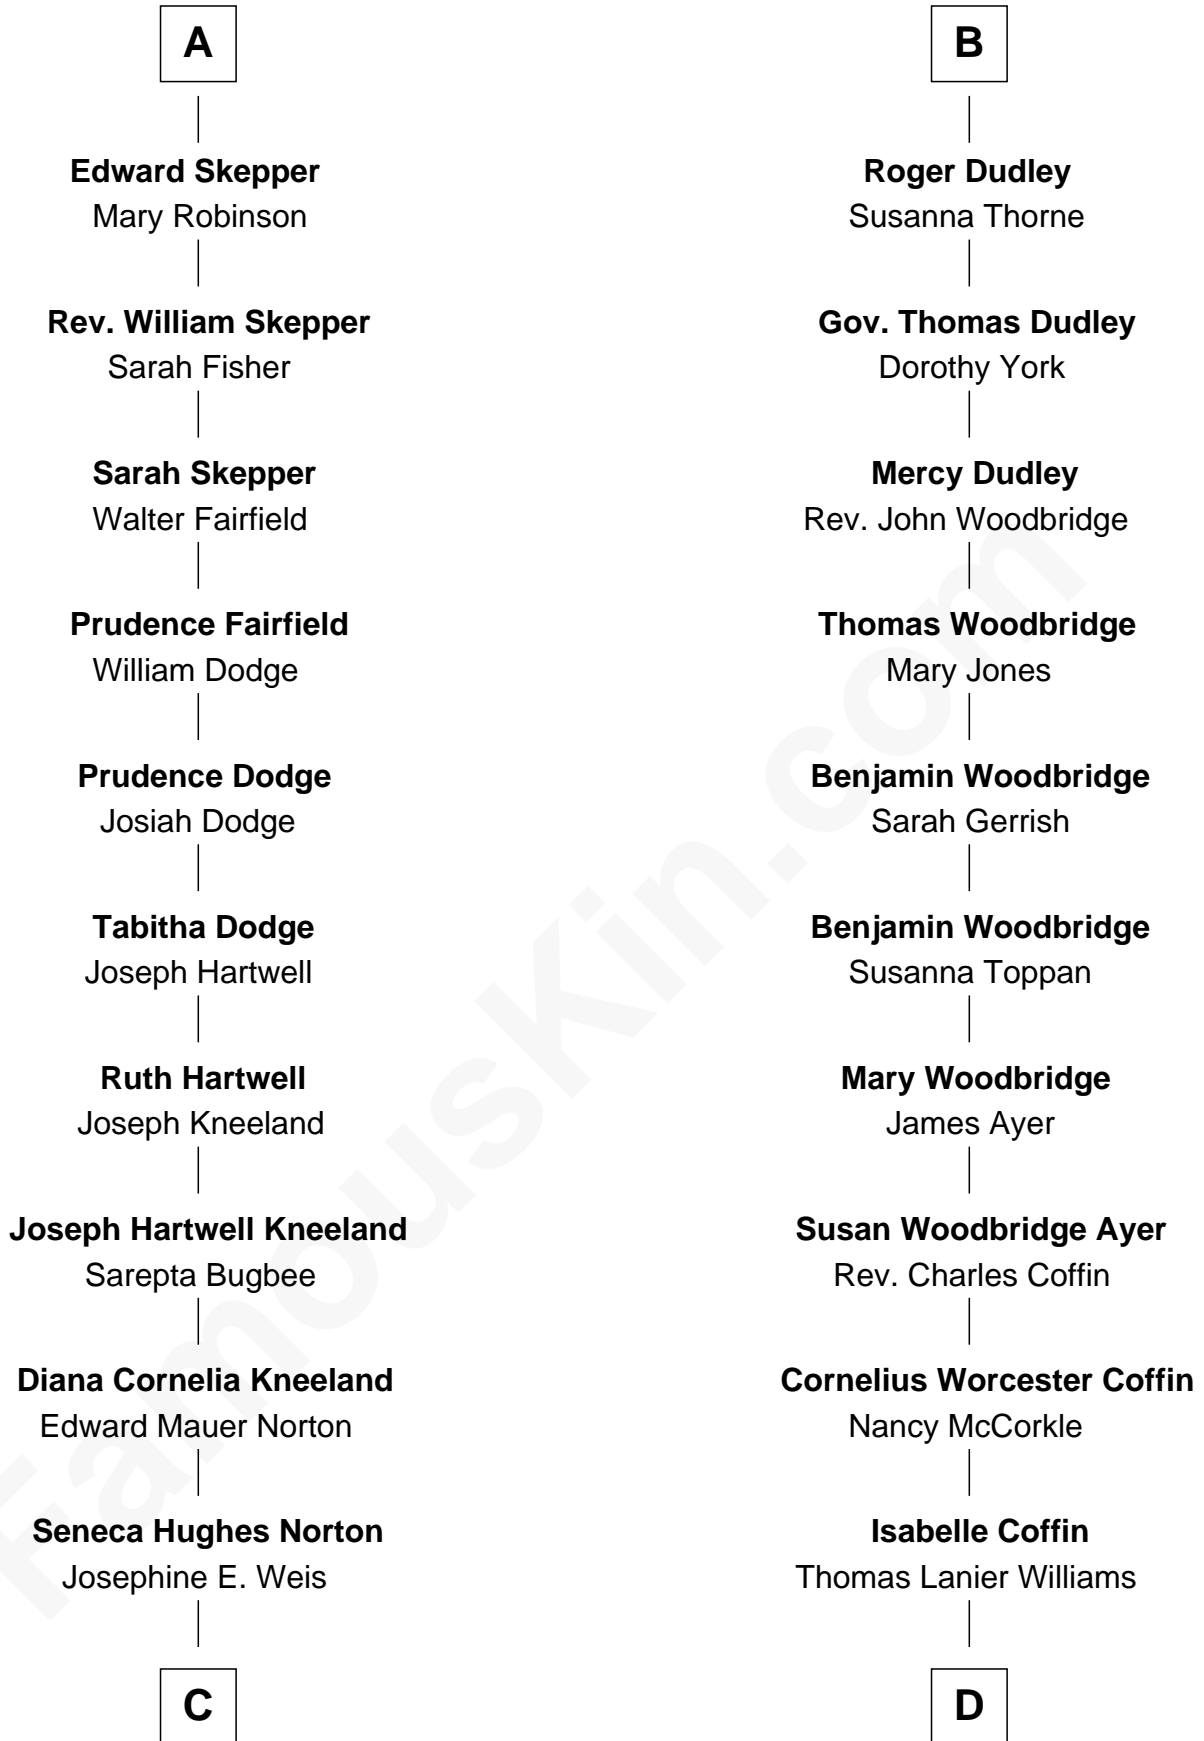 A
Edward Skepper
Mary Robinson
Rev. William Skepper
Sarah Fisher
Sarah Skepper
Walter Fairfield
Prudence Fairfield
William Dodge
Prudence Dodge
Josiah Dodge
Tabitha Dodge
Joseph Hartwell
Ruth Hartwell
Joseph Kneeland
Joseph Hartwell Kneeland
Sarepta Bugbee
Diana Cornelia Kneeland
Edward Mauer Norton
Seneca Hughes Norton
Josephine E. Weis
C
B
Roger Dudley
Susanna Thorne
Gov. Thomas Dudley
Dorothy York
Mercy Dudley
Rev. John Woodbridge
Thomas Woodbridge
Mary Jones
Benjamin Woodbridge
Sarah Gerrish
Benjamin Woodbridge
Susanna Toppan
Mary Woodbridge
James Ayer
Susan Woodbridge Ayer
Rev. Charles Coffin
Cornelius Worcester Coffin
Nancy McCorkle
Isabelle Coffin
Thomas Lanier Williams
D
FamousKin.com